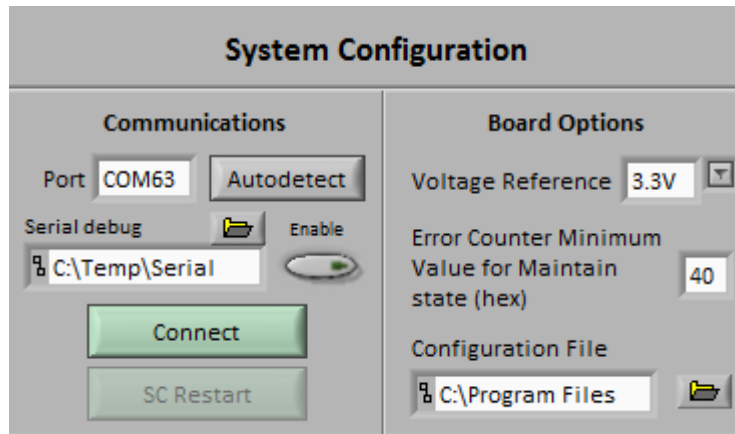 System Configuration
Communications
Port COM63 Autodetect
Serial debug Enable
C:\Temp\Serial
Connect
SC Restart
Board Options
Voltage Reference 3.3V
Error Counter Minimum
Value for Maintain
state (hex) 40
Configuration File
C:\Program Files